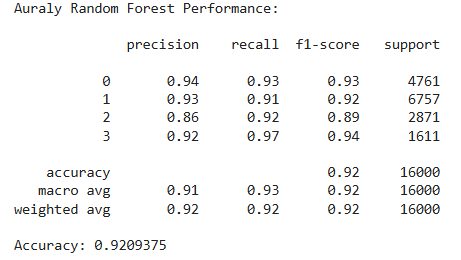 Auraly Random Forest Performance:
precision recall f1-score support
0 0.94 0.93 0.93 4761
1 0.93 0.91 0.92 6757
2 0.86 0.92 0.89 2871
3 0.92 0.97 0.94 1611
accuracy 0.92 16000
macro avg 0.91 0.93 0.92 16000
weighted avg 0.92 0.92 0.92 16000
Accuracy: 0.9209375